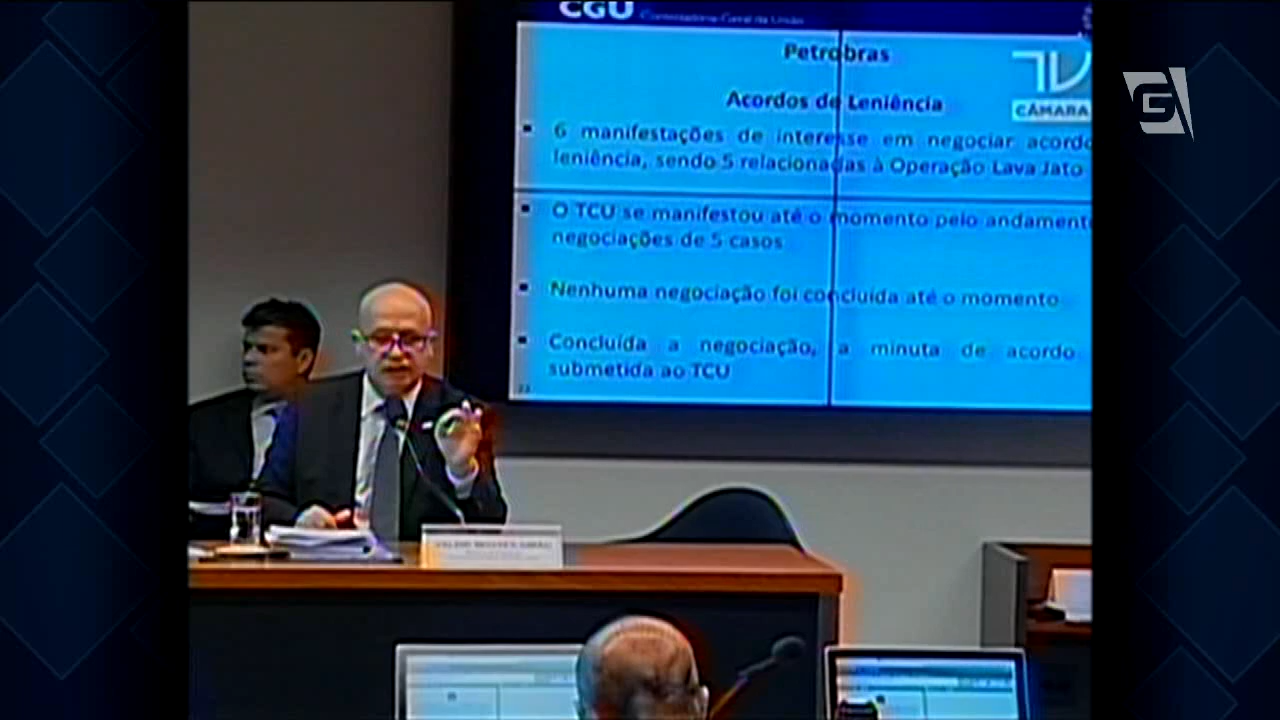 CGU Controladoria-Geral da União
Petrobras
Acordos de Leniência
TV
CÂMARA
G
6 manifestações de interesse em negociar acordo
leniência, sendo 5 relacionadas à Operação Lava Jato
O TCU se manifestou até o momento pelo andament
negociações de 5 casos
Nenhuma negociação foi concluída até o momento
Concluída a negociação, a minuta de acordo
submetida ao TCU